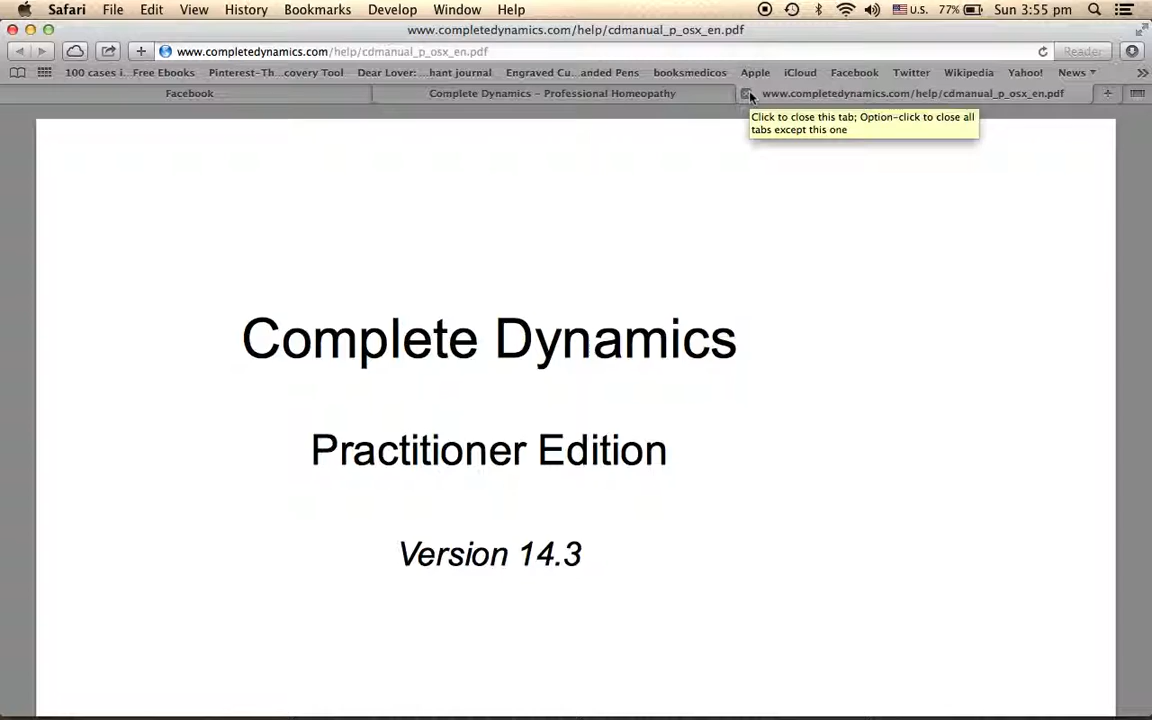 Safari File Edit View History Bookmarks Develop Window Help U.S. 77% Sun 3:55 pm
www.completedynamics.com/help/cdmanual_p_osx_en.pdf
www.completedynamics.com/help/cdmanual_p_osx_en.pdf Reader
100 cases i... Free Ebooks Pinterest-Th...covery Tool Dear Lover:...hant journal Engraved Cu...anded Pens booksmedicos Apple iCloud Facebook Twitter Wikipedia Yahoo! News
Facebook Complete Dynamics – Professional Homeopathy www.completedynamics.com/help/cdmanual_p_osx_en.pdf
Click to close this tab; Option-click to close all
tabs except this one
Complete Dynamics
Practitioner Edition
Version 14.3